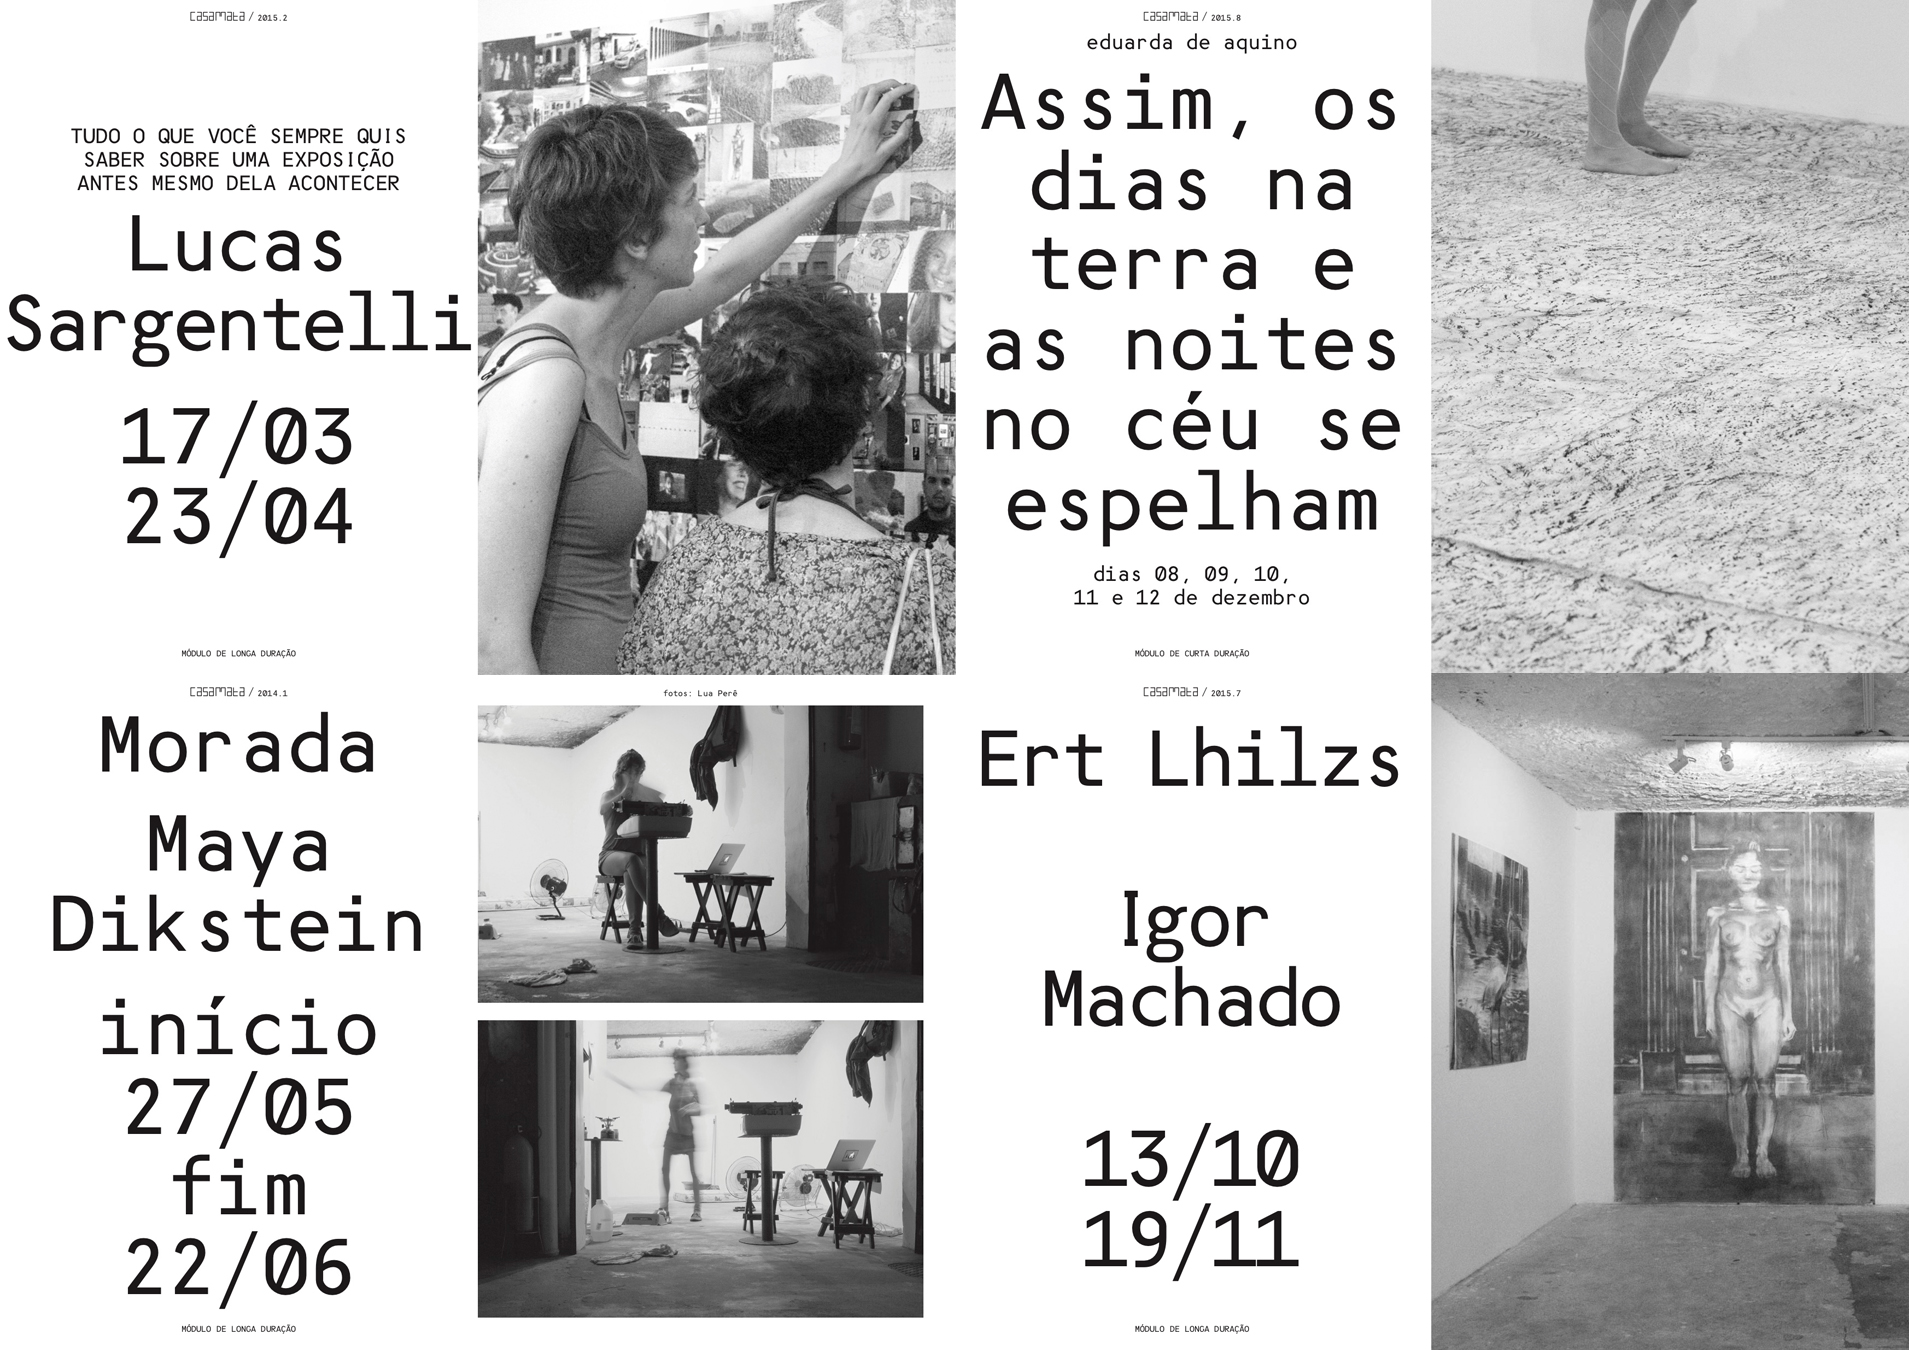 casamata / 2015.2
TUDO O QUE VOCÊ SEMPRE QUIS
SABER SOBRE UMA EXPOSIÇÃO
ANTES MESMO DELA ACONTECER
Lucas
Sargentelli
17/03
23/04
MÓDULO DE LONGA DURAÇÃO
casamata / 2015.8
eduarda de aquino
Assim, os
dias na
terra e
as noites
no céu se
espelham
dias 08, 09, 10,
11 e 12 de dezembro
MÓDULO DE CURTA DURAÇÃO
casamata / 2014.1
Morada
Maya
Dikstein
início
27/05
fim
22/06
MÓDULO DE LONGA DURAÇÃO
fotos: Lua Perê
casamata / 2015.7
Ert Lhilzs
Igor
Machado
13/10
19/11
MÓDULO DE LONGA DURAÇÃO